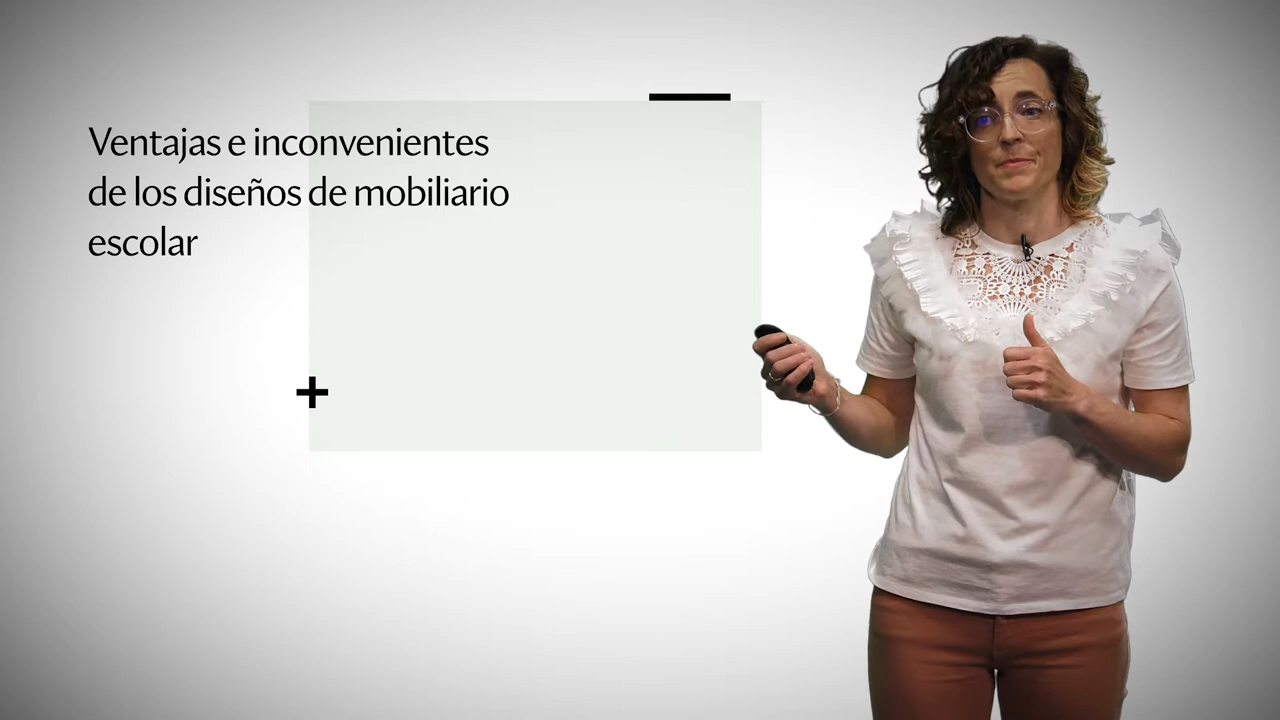 Ventajas e inconvenientes
de los diseños de mobiliario
escolar